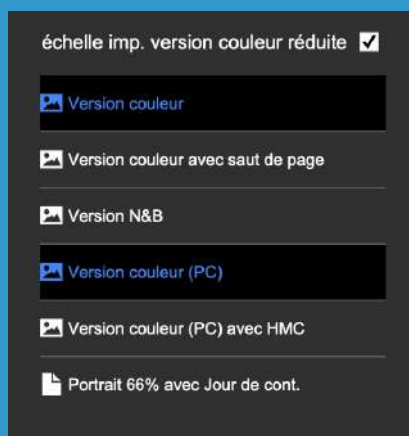 échelle imp. version couleur réduite
Version couleur
Version couleur avec saut de page
Version N&B
Version couleur (PC)
Version couleur (PC) avec HMC
Portrait 66% avec Jour de cont.